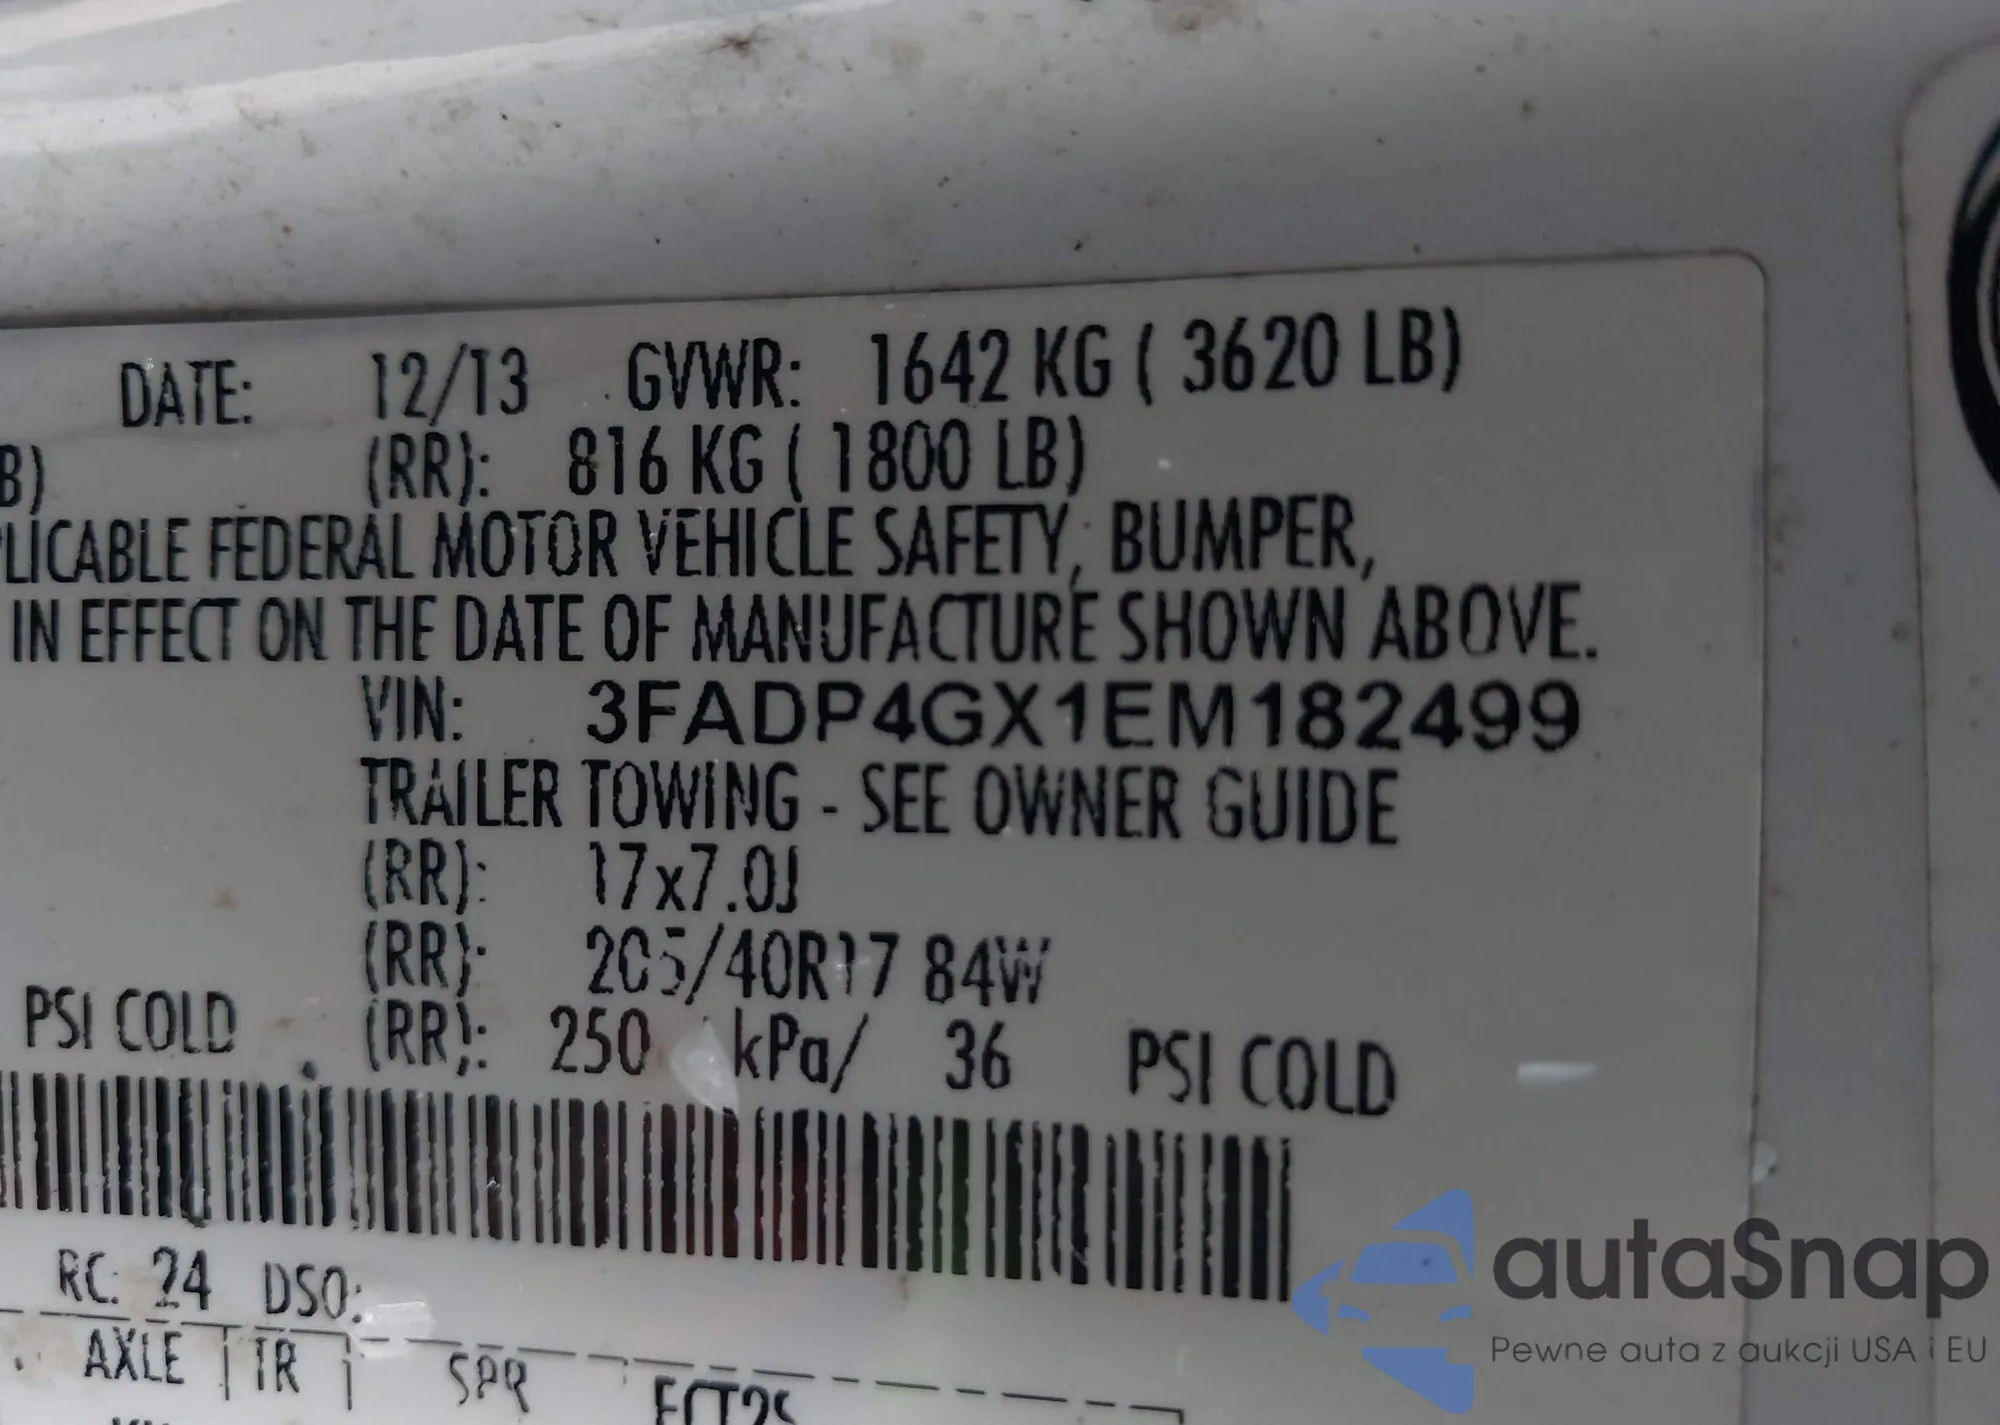 DATE: 12/13 GVWR: 1642 KG ( 3620 LB)
B) (RR): 816 KG ( 1800 LB)
PLICABLE FEDERAL MOTOR VEHICLE SAFETY, BUMPER,
IN EFFECT ON THE DATE OF MANUFACTURE SHOWN ABOVE.
VIN: 3FADP4GX1EM182499
TRAILER TOWING - SEE OWNER GUIDE
(RR): 17x7.0J
(RR): 205/40R17 84W
PSI COLD (RR): 250 kPa/ 36 PSI COLD
RC: 24 DSO:
AXLE TR SPR
autaSnap
Pewne auta z aukcji USA i EU